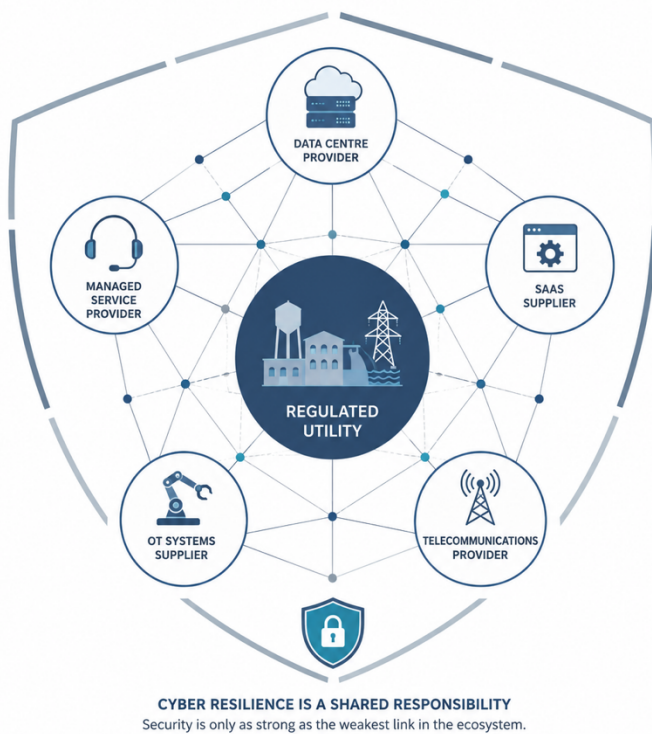 DATA CENTRE
PROVIDER
MANAGED
SERVICE
PROVIDER
SAAS
SUPPLIER
REGULATED
UTILITY
OT SYSTEMS
SUPPLIER
TELECOMMUNICATIONS
PROVIDER
CYBER RESILIENCE IS A SHARED RESPONSIBILITY
Security is only as strong as the weakest link in the ecosystem.